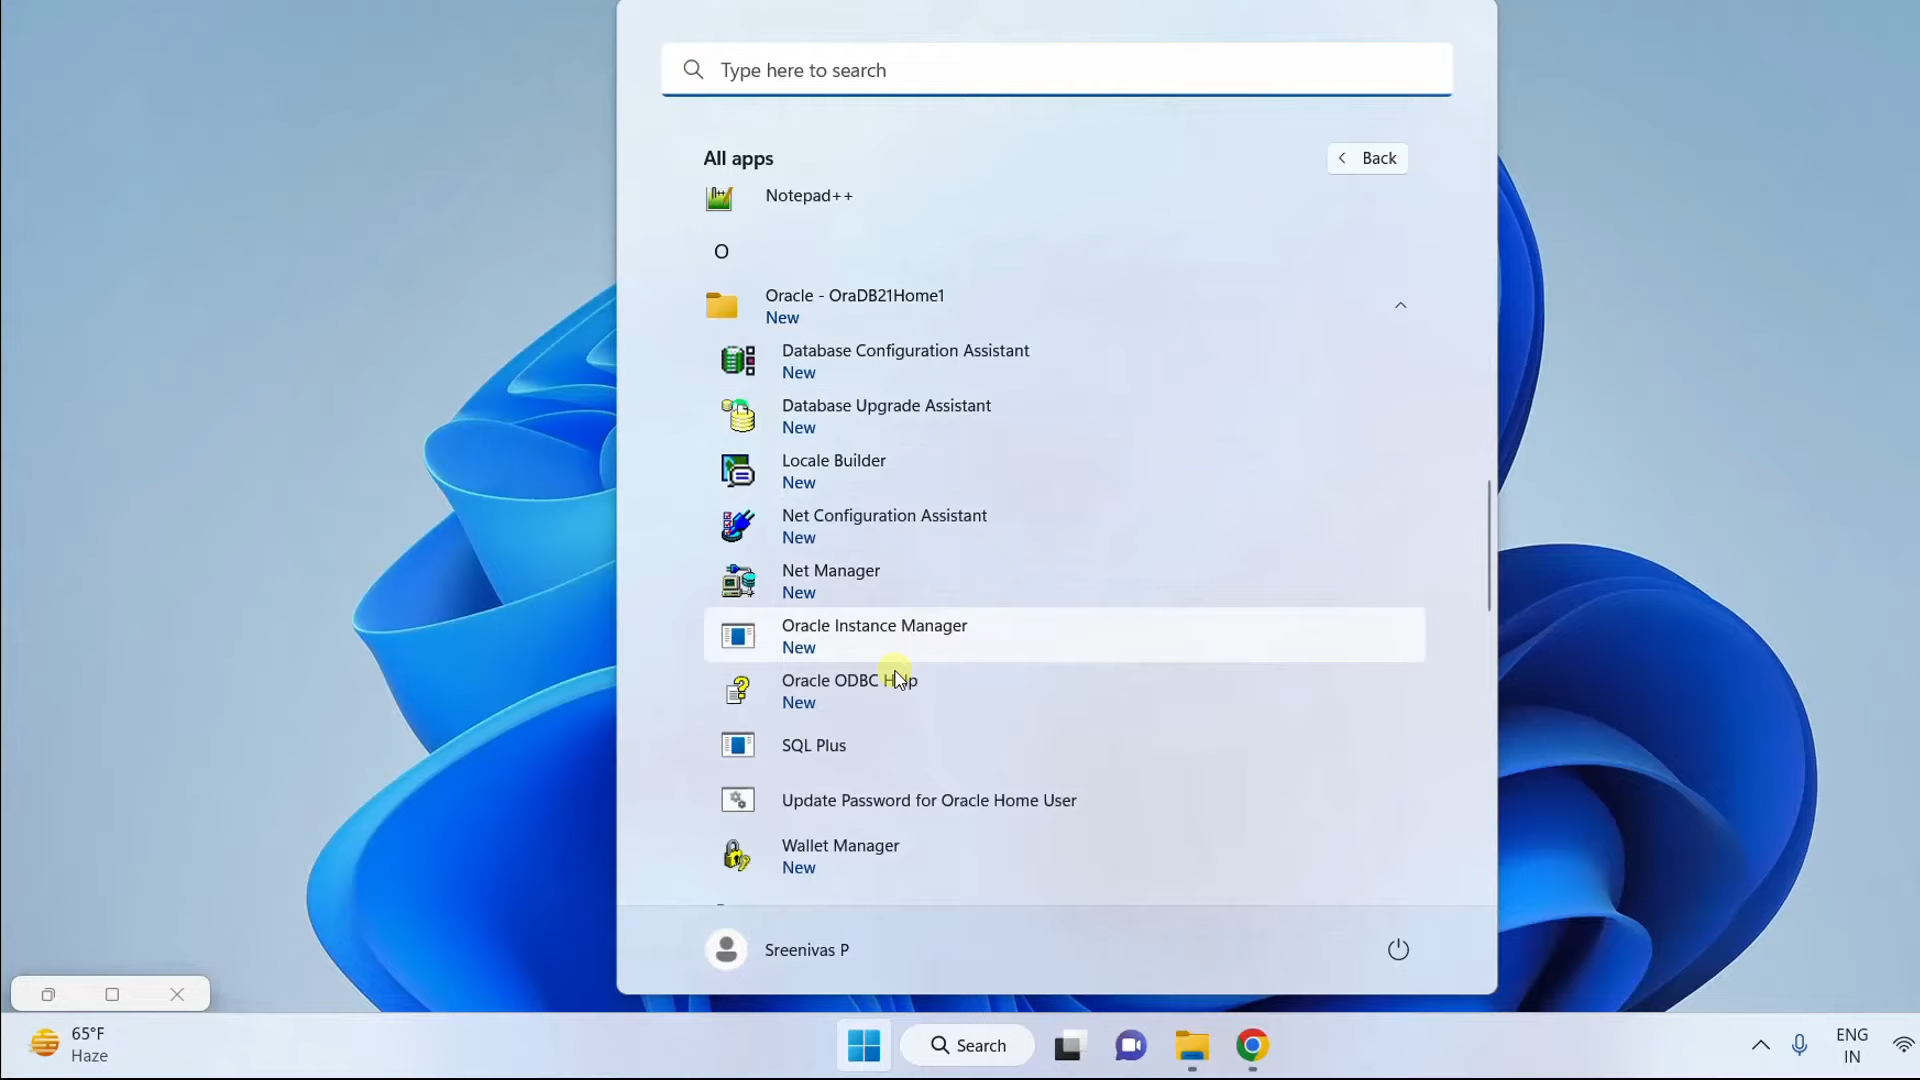 Type here to search
All apps
Back
Notepad++
O
Oracle - OraDB21Home1
New
Database Configuration Assistant
New
Database Upgrade Assistant
New
Locale Builder
New
Net Configuration Assistant
New
Net Manager
New
Oracle Instance Manager
New
Oracle ODBC Help
New
SQL Plus
Update Password for Oracle Home User
Wallet Manager
New
Sreenivas P
65°F
Haze
Search
ENG
IN